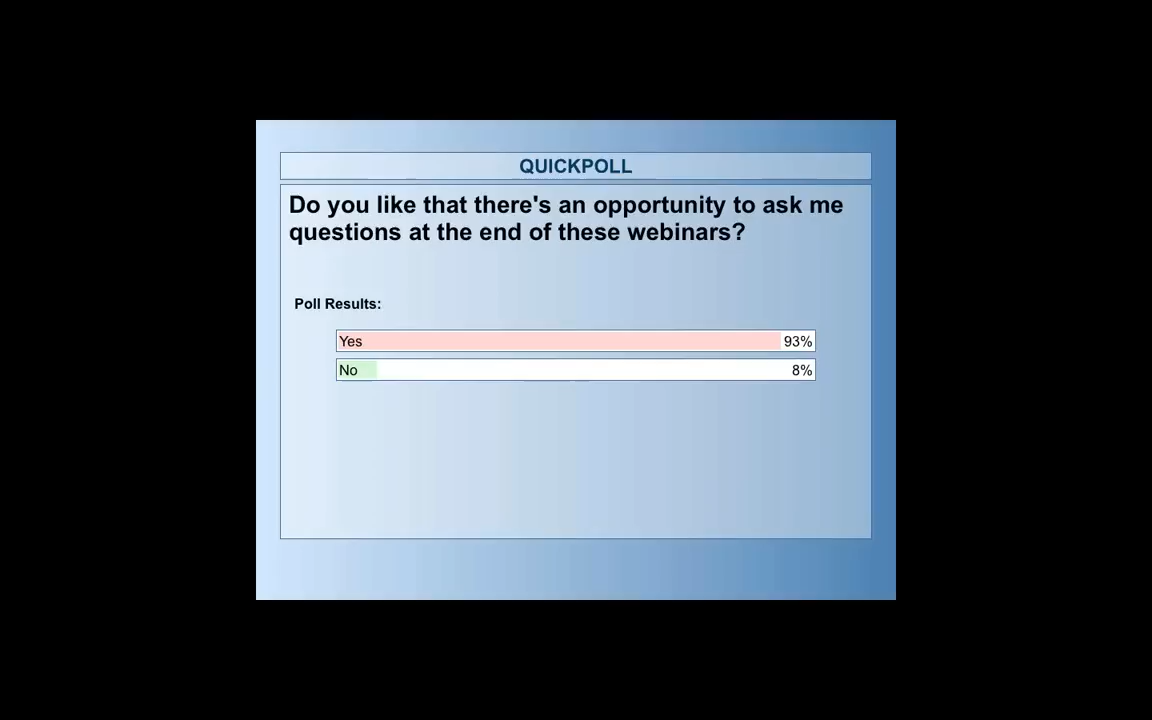 QUICKPOLL
Do you like that there's an opportunity to ask me
questions at the end of these webinars?
Poll Results:
Yes 93%
No 8%